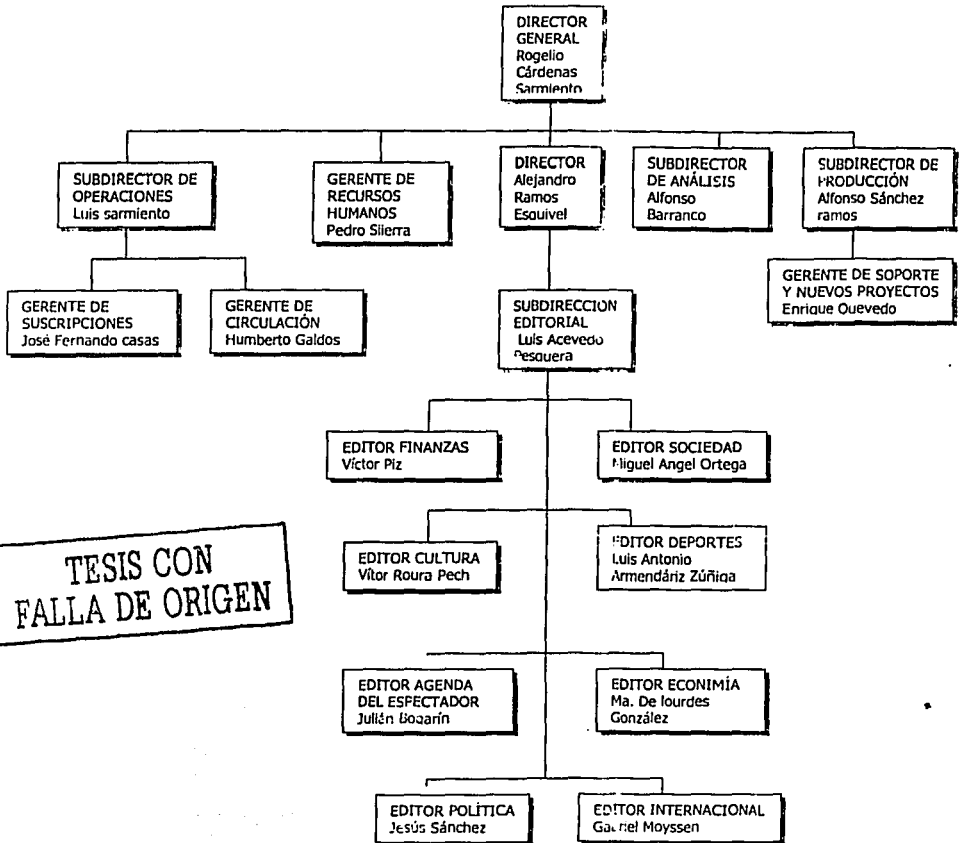 DIRECTOR
GENERAL
Rogelio
Cárdenas
Sarmiento
SUBDIRECTOR DE
OPERACIONES
Luis sarmiento
GERENTE DE
RECURSOS
HUMANOS
Pedro Siierra
DIRECTOR
Alejandro
Ramos
Esquivel
SUBDIRECTOR
DE ANÁLISIS
Alfonso
Barranco
SUBDIRECTOR DE
PRODUCCIÓN
Alfonso Sánchez
ramos
GERENTE DE
SUSCRIPCIONES
José Fernando casas
GERENTE DE
CIRCULACIÓN
Humberto Galdos
SUBDIRECCION
EDITORIAL
Luis Acevedo
Pesquera
GERENTE DE SOPORTE
Y NUEVOS PROYECTOS
Enrique Quevedo
EDITOR FINANZAS
Víctor Piz
EDITOR SOCIEDAD
Miguel Angel Ortega
EDITOR CULTURA
Vítor Roura Pech
EDITOR DEPORTES
Luis Antonio
Armendáriz Zúñiga
TESIS CON
FALLA DE ORIGEN
EDITOR AGENDA
DEL ESPECTADOR
Julián Bogarín
EDITOR ECONIMÍA
Ma. De lourdes
González
EDITOR POLÍTICA
Jesús Sánchez
EDITOR INTERNACIONAL
Gabriel Moyssen